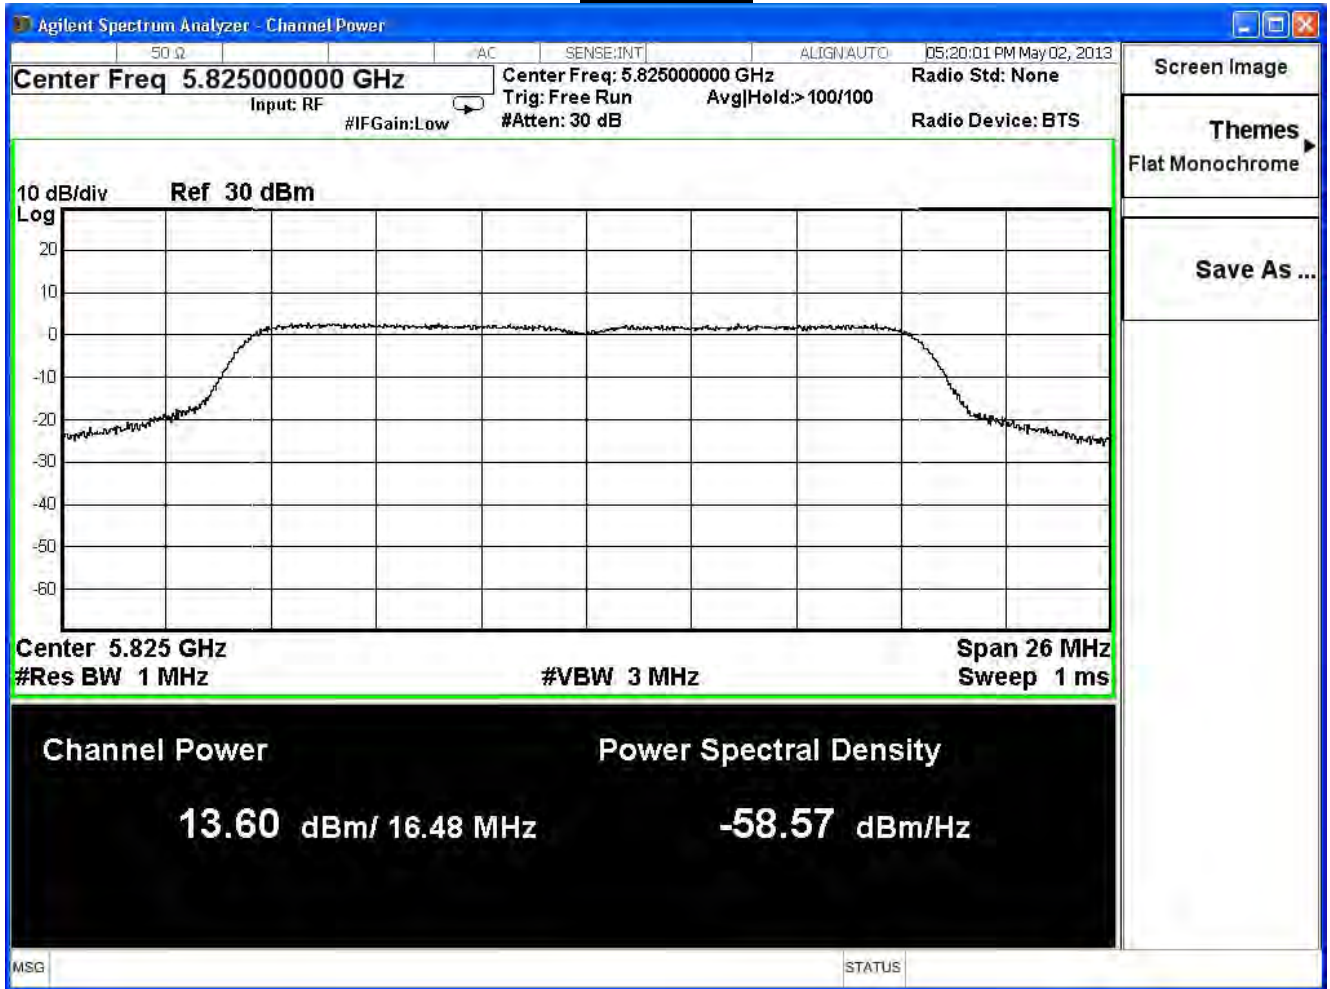 Agilent Spectrum Analyzer - Channel Power
50 Ω AC SENSE:INT ALIGN AUTO 05:20:01 PM May 02, 2013
Center Freq 5.825000000 GHz
Input: RF
#IFGain:Low
Center Freq: 5.825000000 GHz
Trig: Free Run Avg|Hold:> 100/100
#Atten: 30 dB
Radio Std: None
Radio Device: BTS
Screen Image
Themes
Flat Monochrome
Save As ...
10 dB/div Ref 30 dBm
Log
20
10
0
-10
-20
-30
-40
-50
-60
Center 5.825 GHz Span 26 MHz
#Res BW 1 MHz #VBW 3 MHz Sweep 1 ms
Channel Power Power Spectral Density
13.60 dBm/ 16.48 MHz -58.57 dBm/Hz
MSG STATUS